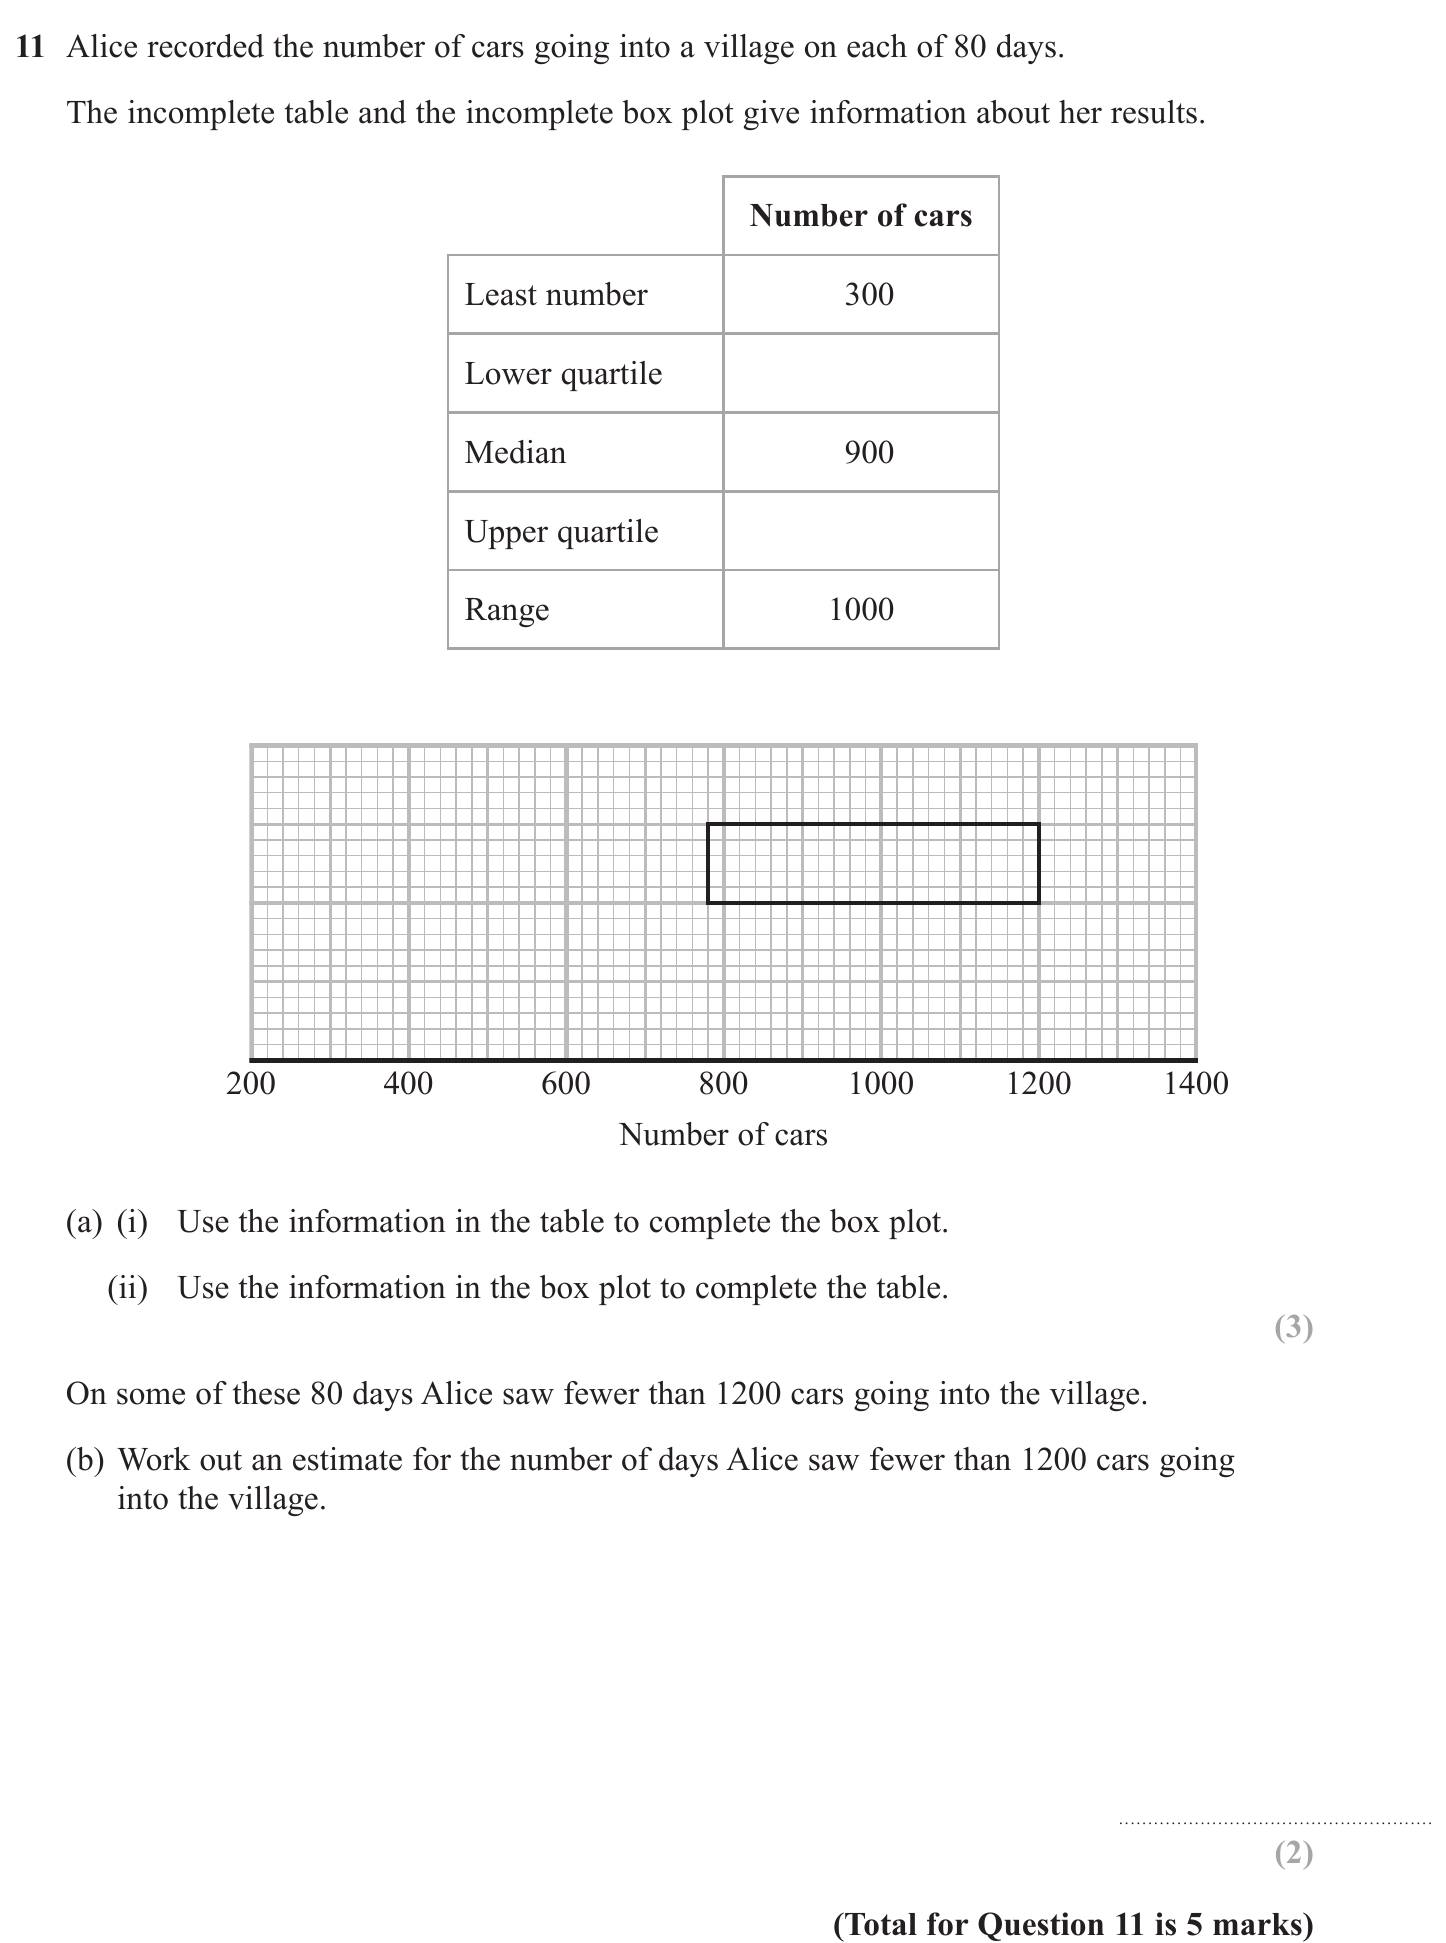 11 Alice recorded the number of cars going into a village on each of 80 days.
The incomplete table and the incomplete box plot give information about her results.
Number of cars
Least number 300
Lower quartile
Median 900
Upper quartile
Range 1000
200 400 600 800 1000 1200 1400
Number of cars
(a) (i) Use the information in the table to complete the box plot.
(ii) Use the information in the box plot to complete the table.
(3)
On some of these 80 days Alice saw fewer than 1200 cars going into the village.
(b) Work out an estimate for the number of days Alice saw fewer than 1200 cars going
into the village.
(2)
(Total for Question 11 is 5 marks)